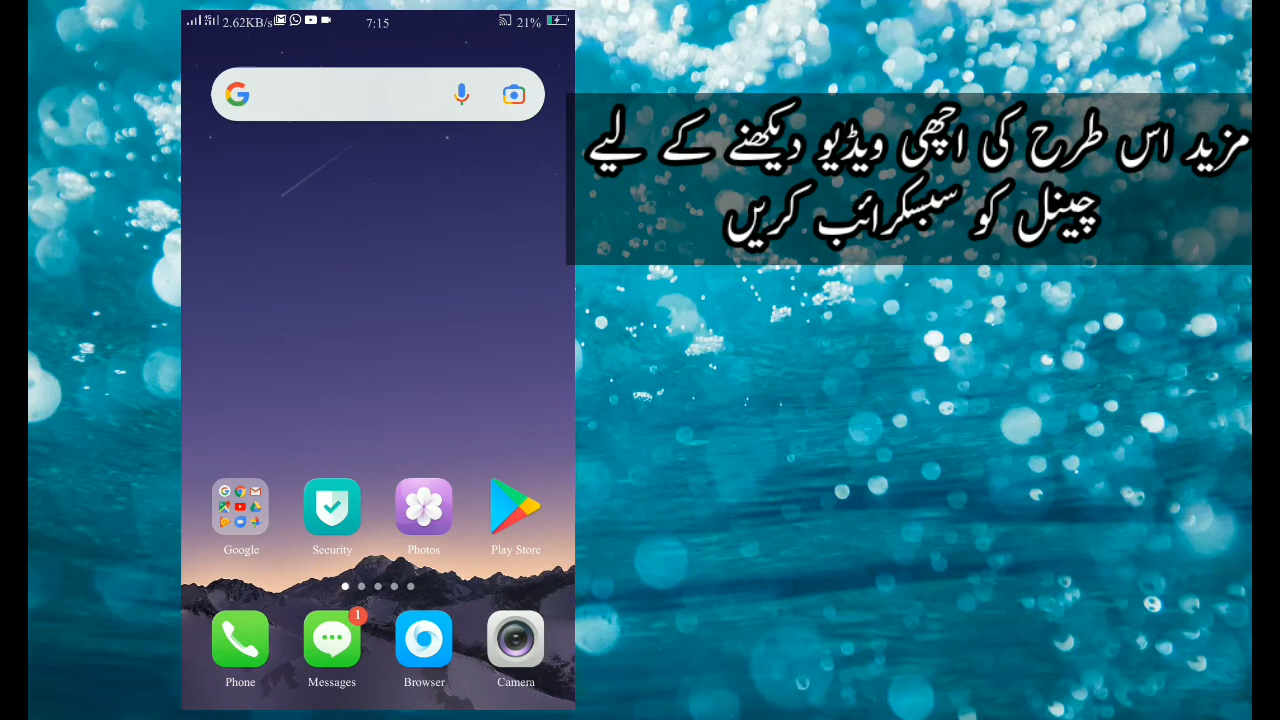 2.62KB/s 7:15 21%
مزید اس طرح کی اچھی ویڈیو دیکھنے کے لیے
چینل کو سبسکرائب کریں
Google Security Photos Play Store
1
Phone Messages Browser Camera